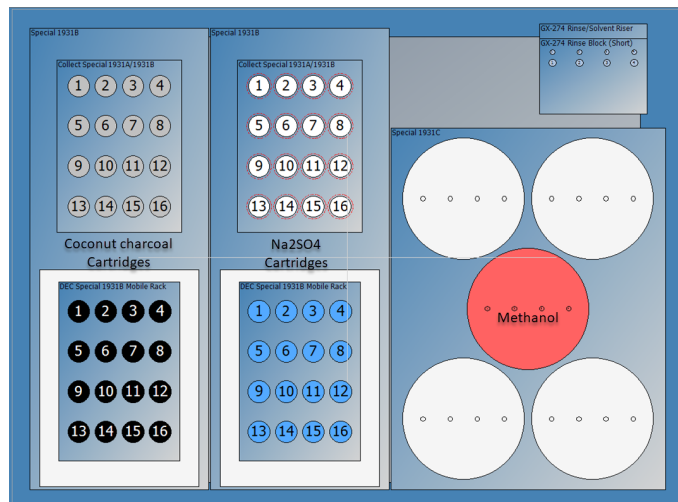 Special 1931B
Collect Special 1931A/1931B
1 2 3 4
5 6 7 8
9 10 11 12
13 14 15 16
Coconut charcoal
Cartridges
DEC Special 1931B Mobile Rack
1 2 3 4
5 6 7 8
9 10 11 12
13 14 15 16
Special 1931B
Collect Special 1931A/1931B
1 2 3 4
5 6 7 8
9 10 11 12
13 14 15 16
Na2SO4
Cartridges
DEC Special 1931B Mobile Rack
1 2 3 4
5 6 7 8
9 10 11 12
13 14 15 16
GX-274 Rinse/Solvent Riser
GX-274 Rinse Block (Short)
1 2 3 4
Special 1931C
Methanol